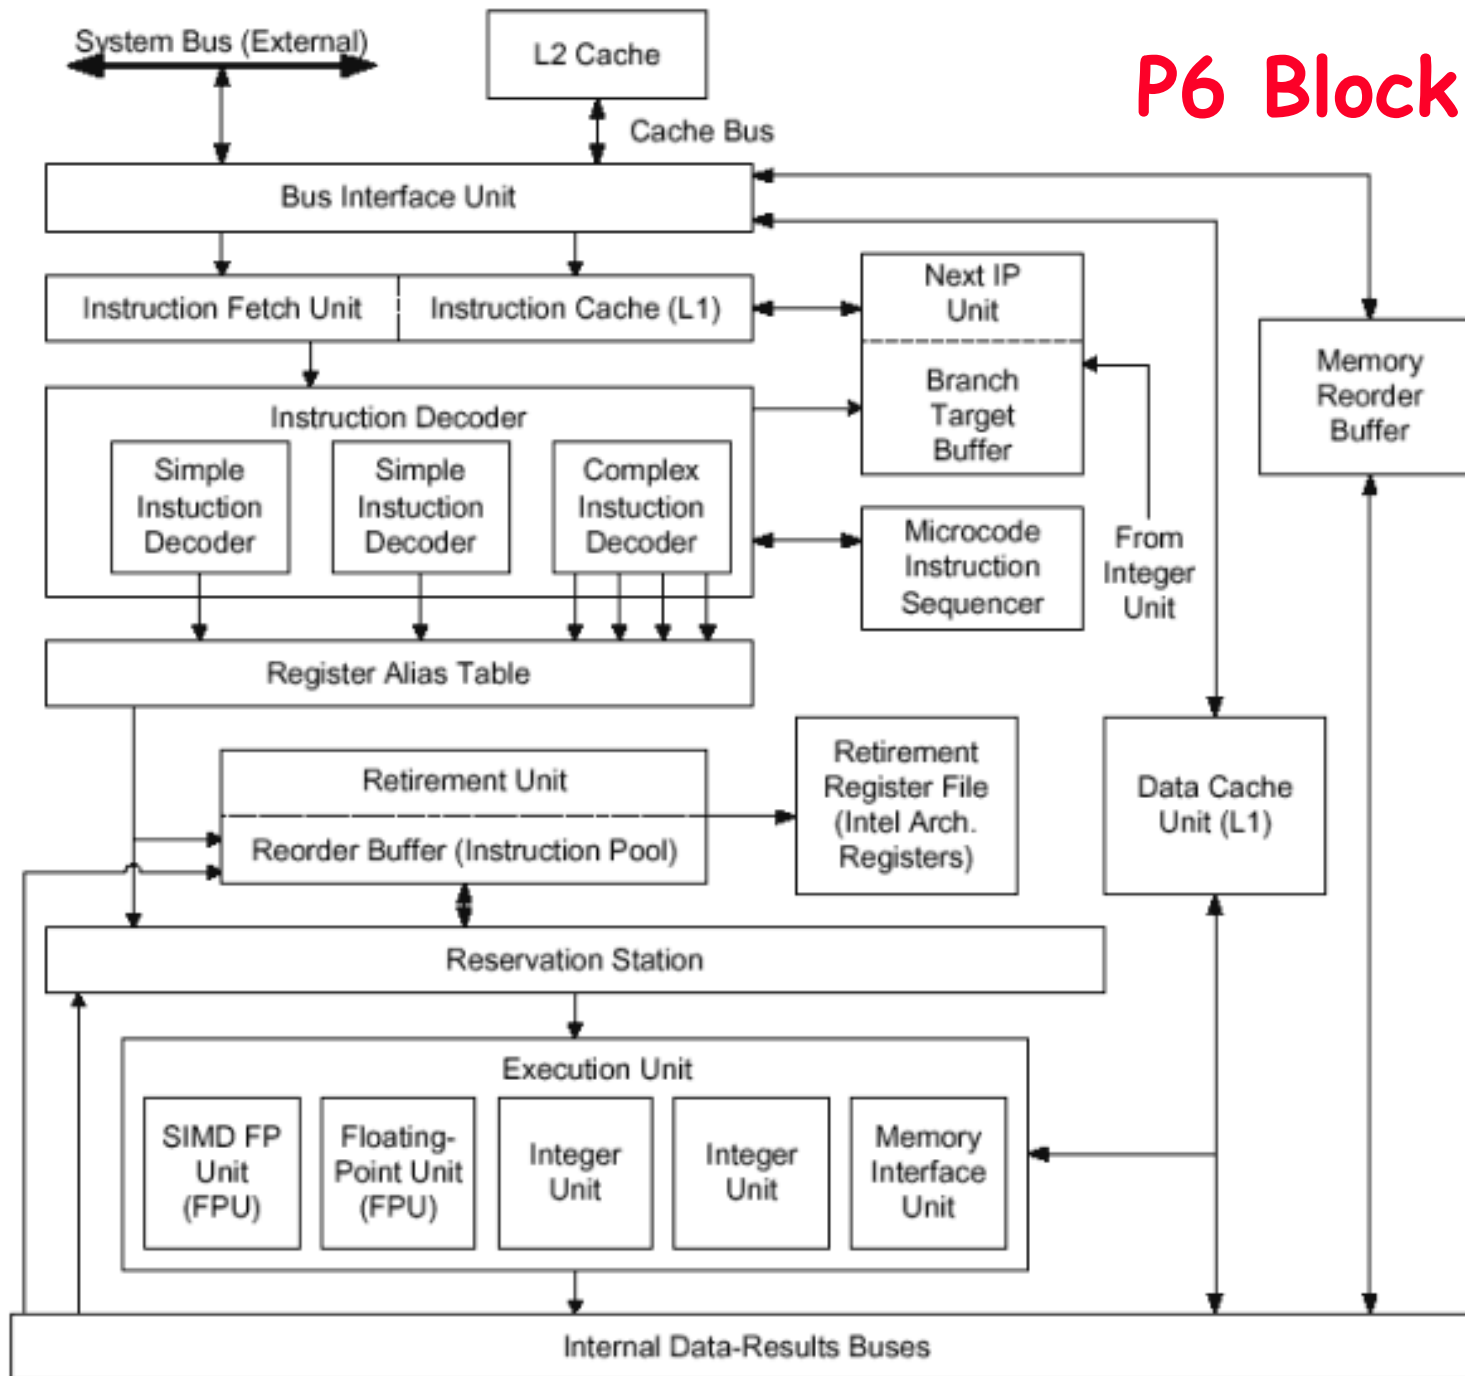 System Bus (External)
L2 Cache
P6 Block
Cache Bus
Bus Interface Unit
Instruction Fetch Unit
Instruction Cache (L1)
Next IP
Unit
Branch
Target
Buffer
Memory
Reorder
Buffer
Instruction Decoder
Simple
Instuction
Decoder
Simple
Instuction
Decoder
Complex
Instuction
Decoder
Microcode
Instruction
Sequencer
From
Integer
Unit
Register Alias Table
Retirement Unit
Reorder Buffer (Instruction Pool)
Retirement
Register File
(Intel Arch.
Registers)
Data Cache
Unit (L1)
Reservation Station
Execution Unit
SIMD FP
Unit
(FPU)
Floating-
Point Unit
(FPU)
Integer
Unit
Integer
Unit
Memory
Interface
Unit
Internal Data-Results Buses